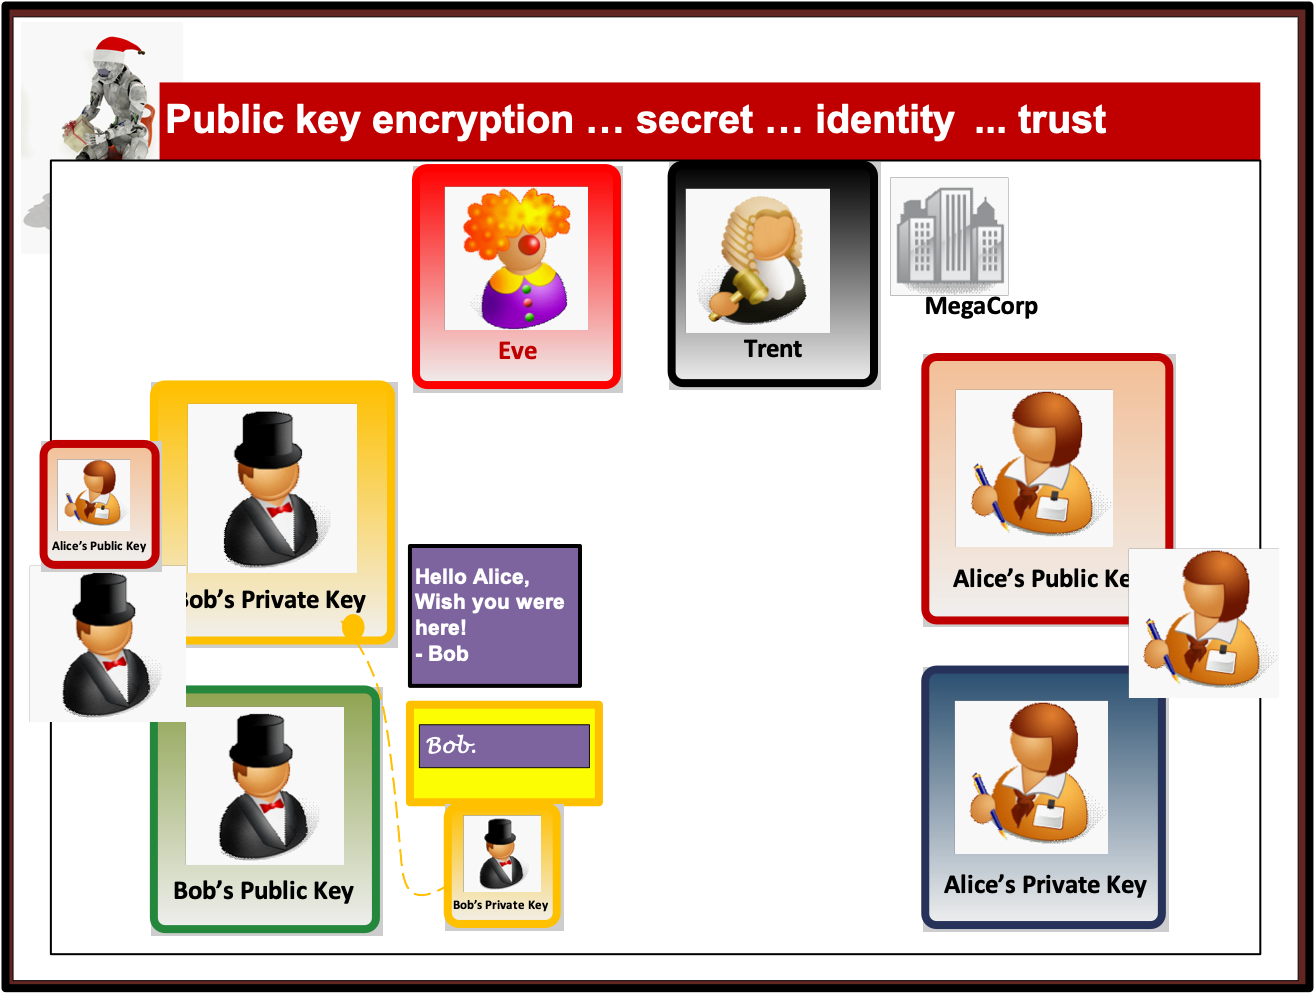 Public key encryption … secret … identity ... trust
Eve
Trent
MegaCorp
Alice's Public Key
Bob's Private Key
Hello Alice,
Wish you were
here!
- Bob
Alice's Public Ke
Bob.
Bob's Public Key
Bob's Private Key
Alice's Private Key